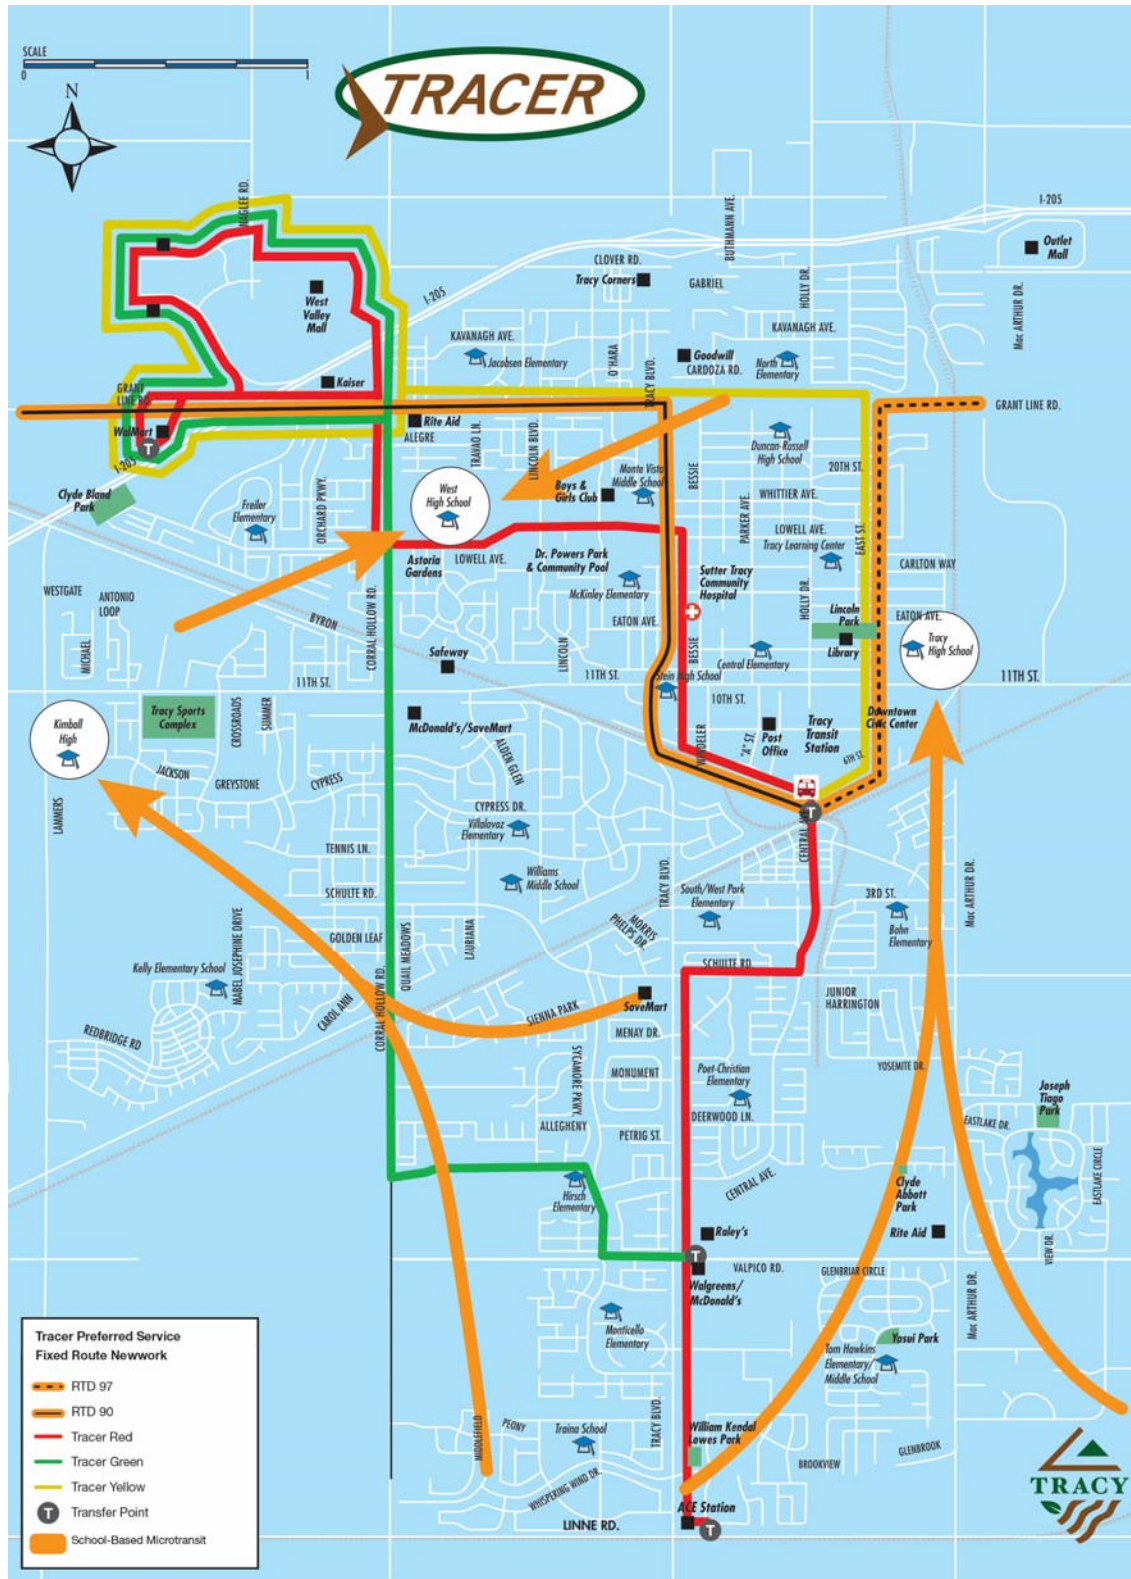 SCALE
0
1
N
TRACER
NAGLEE RD.
I-205
BUTHMANN AVE.
CLOVER RD.
Outlet
Mall
Tracy Corners
GABRIEL
HOLLY DR.
West
Valley
Mall
I-205
Mac ARTHUR DR.
KAVANAGH AVE.
KAVANAGH AVE.
Jacobsen Elementary
O'HARA
TRACY BLVD.
Goodwill
CARDOZA RD.
North
Elementary
Kaiser
GRANT
LINE RD.
GRANT LINE RD.
WalMart
T
I-205
Rite Aid
ALEGRE
TRAVAO LN.
LINCOLN BLVD.
Duncan-Russell
High School
20TH ST.
Monte Vista
Middle School
BESSIE
Boys &
Girls Club
WHITTIER AVE.
PARKER AVE.
West
High School
Clyde Bland
Park
Freiler
Elementary
ORCHARD PKWY.
LOWELL AVE.
Tracy Learning Center
EAST ST.
Astoria
Gardens
LOWELL AVE.
Dr. Powers Park
& Community Pool
McKinley Elementary
Sutter Tracy
Community
Hospital
CARLTON WAY
WESTGATE
ANTONIO
LOOP
BYRON
CORRAL HOLLOW RD.
EATON AVE.
HOLLY DR.
Lincoln
Park
EATON AVE.
Library
Tracy
High School
MICHAEL
Safeway
LINCOLN
BESSIE
Central Elementary
11TH ST.
11TH ST.
Stein High School
11TH ST.
10TH ST.
Kimball
High
Tracy Sports
Complex
CROSSROADS
SUMMER
McDonald's/SaveMart
"A" ST.
Post
Office
Tracy
Transit
Station
Downtown
Civic Center
6TH ST.
ALDEN GLEN
JACKSON
GREYSTONE
CYPRESS
LAMMERS
CYPRESS DR.
Villalovoz
Elementary
T
CENTRAL AVE.
TENNIS LN.
Williams
Middle School
TRACY BLVD.
South/West Park
Elementary
3RD ST.
Bohn
Elementary
Mac ARTHUR DR.
SCHULTE RD.
MABEL JOSEPHINE DRIVE
GOLDEN LEAF
QUAIL MEADOWS
LAURIANA
MORRIS
PHELPS DR.
SCHULTE RD
Kelly Elementary School
CAROL ANN
CORRAL HOLLOW RD.
SaveMart
JUNIOR
HARRINGTON
REDBRIDGE RD
SIENNA PARK
MENAY DR.
SYCAMORE PKWY.
MONUMENT
Poet-Christian
Elementary
YOSEMITE DR.
Joseph
Tiago
Park
ALLEGHENY
PETRIG ST.
DEERWOOD LN.
EASTLAKE DR.
EASTLAKE CIRCLE
Hirsch
Elementary
CENTRAL AVE.
Clyde
Abbott
Park
Raley's
Rite Aid
VIEW DR.
T
VALPICO RD.
GLENBRIAR CIRCLE
Walgreens/
McDonald's
Monticello
Elementary
Mac ARTHUR DR.
Yasui Park
Tom Hawkins
Elementary/
Middle School
Tracer Preferred Service
Fixed Route Newwork
RTD 97
RTD 90
Tracer Red
Tracer Green
Tracer Yellow
T
Transfer Point
School-Based Microtransit
MIDDLEFIELD
PEONY
Traina School
TRACY BLVD.
William Kendal
Lowes Park
BROOKVIEW
GLENBROOK
WHISPERING WIND DR.
ACE Station
LINNE RD.
T
TRACY